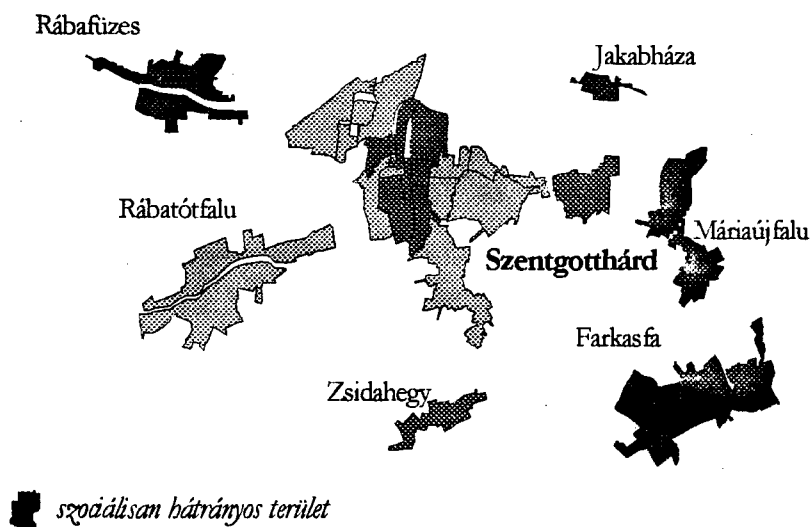 Rábafüzes
Jakabháza
Rábatótfalu
Máriaújfalu
Szentgotthárd
Farkasfa
Zsidahegy
szociálisan hátrányos terület